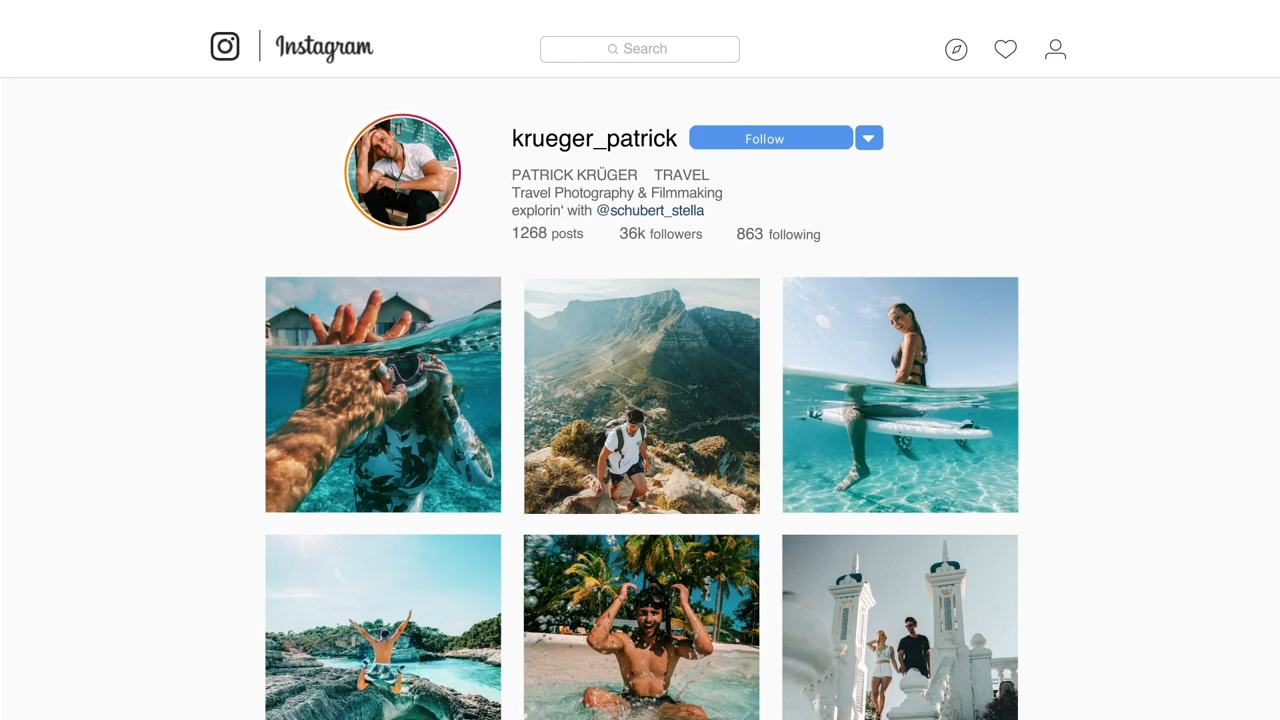 Instagram
Search
krueger_patrick Follow
PATRICK KRÜGER TRAVEL
Travel Photography & Filmmaking
explorin' with @schubert_stella
1268 posts 36k followers 863 following